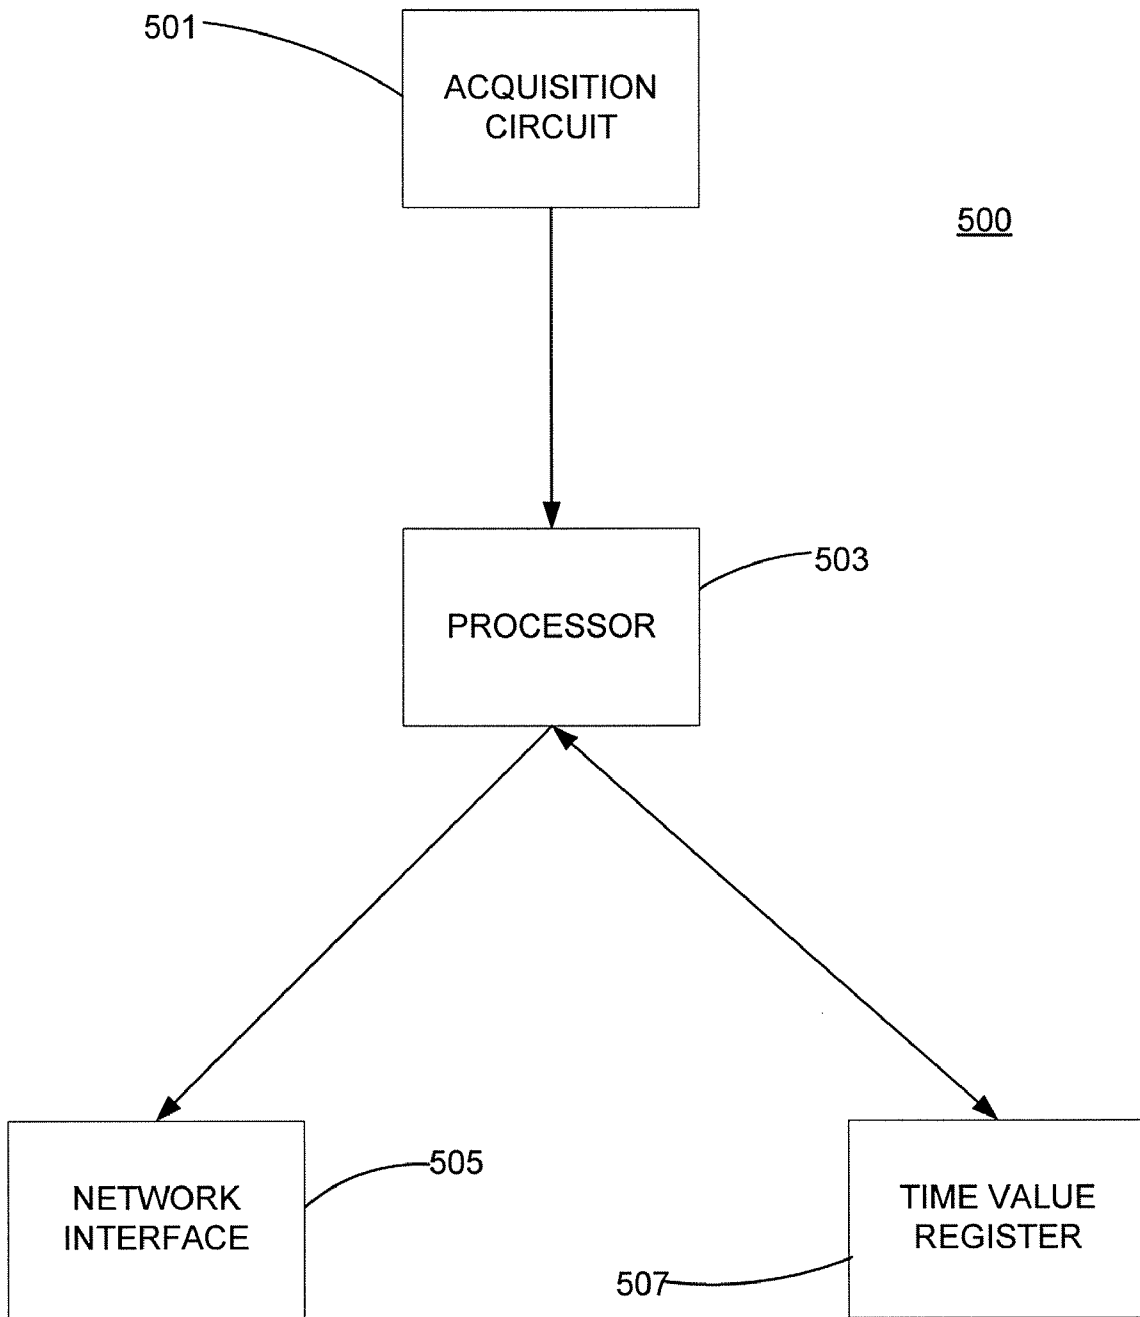 501
ACQUISITION
CIRCUIT
500
503
PROCESSOR
505
NETWORK
INTERFACE
TIME VALUE
REGISTER
507